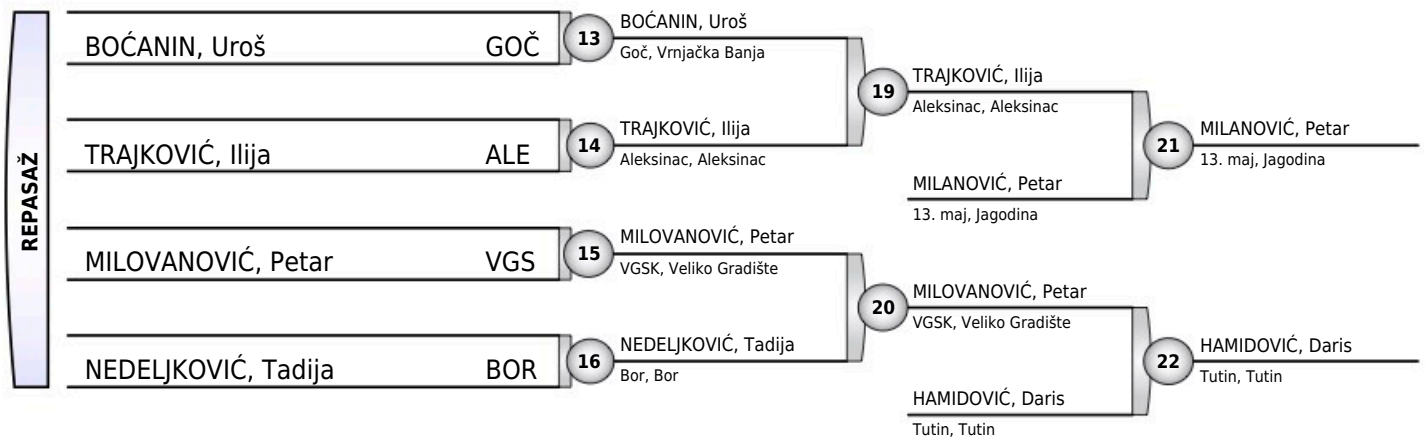 REPASAŽ
BOĆANIN, Uroš GOČ
TRAJKOVIĆ, Ilija ALE
MILOVANOVIĆ, Petar VGS
NEDELJKOVIĆ, Tadija BOR
13
BOĆANIN, Uroš
Goč, Vrnjačka Banja
14
TRAJKOVIĆ, Ilija
Aleksinac, Aleksinac
15
MILOVANOVIĆ, Petar
VGSK, Veliko Gradište
16
NEDELJKOVIĆ, Tadija
Bor, Bor
19
TRAJKOVIĆ, Ilija
Aleksinac, Aleksinac
MILANOVIĆ, Petar
13. maj, Jagodina
20
MILOVANOVIĆ, Petar
VGSK, Veliko Gradište
HAMIDOVIĆ, Daris
Tutin, Tutin
21
MILANOVIĆ, Petar
13. maj, Jagodina
22
HAMIDOVIĆ, Daris
Tutin, Tutin